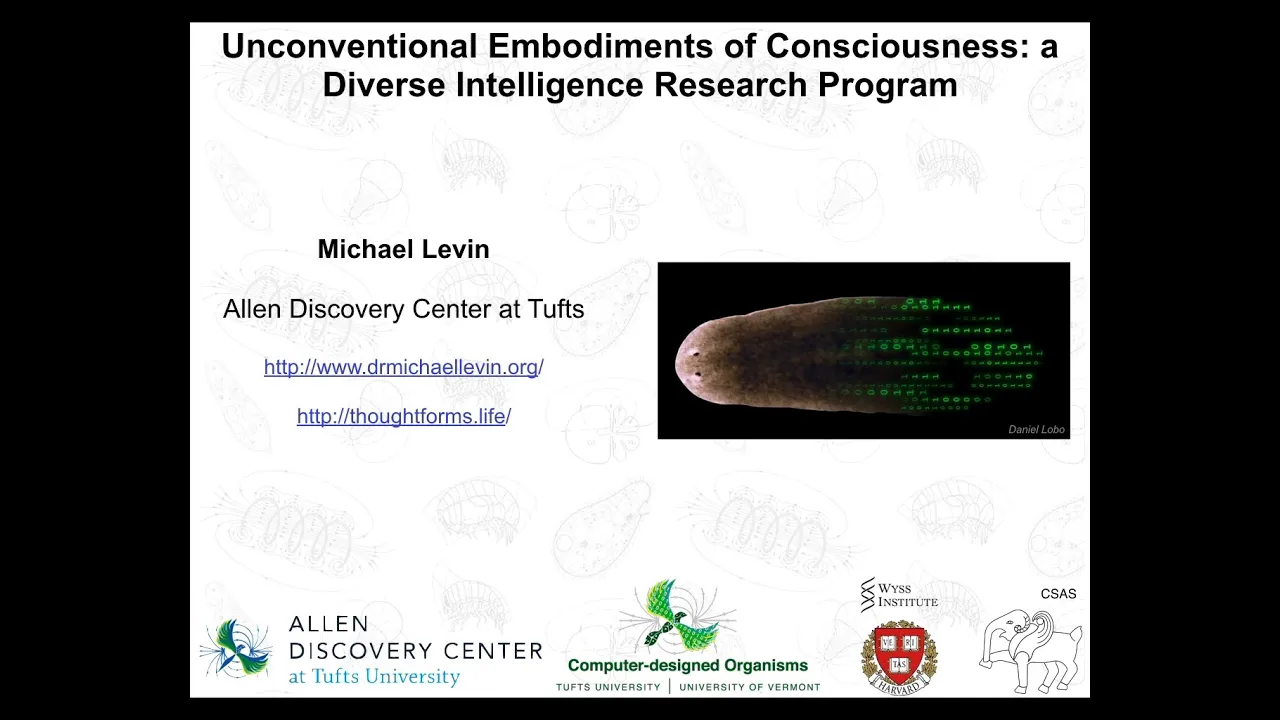 Unconventional Embodiments of Consciousness: a
Diverse Intelligence Research Program
Michael Levin
Allen Discovery Center at Tufts
http://www.drmichaellevin.org/
http://thoughtforms.life/
Daniel Lobo
ALLEN
DISCOVERY CENTER
at Tufts University
Computer-designed Organisms
TUFTS UNIVERSITY | UNIVERSITY OF VERMONT
WYSS
INSTITUTE
VE RI
TAS
HARVARD
CSAS